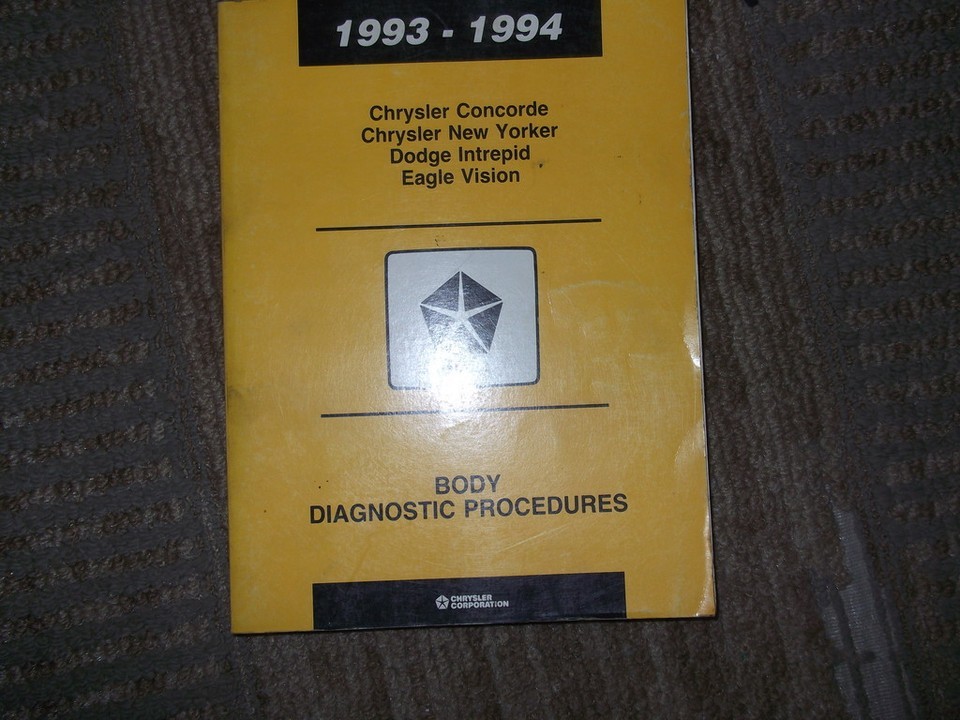 1993 - 1994
Chrysler Concorde
Chrysler New Yorker
Dodge Intrepid
Eagle Vision
BODY
DIAGNOSTIC PROCEDURES
CHRYSLER
CORPORATION